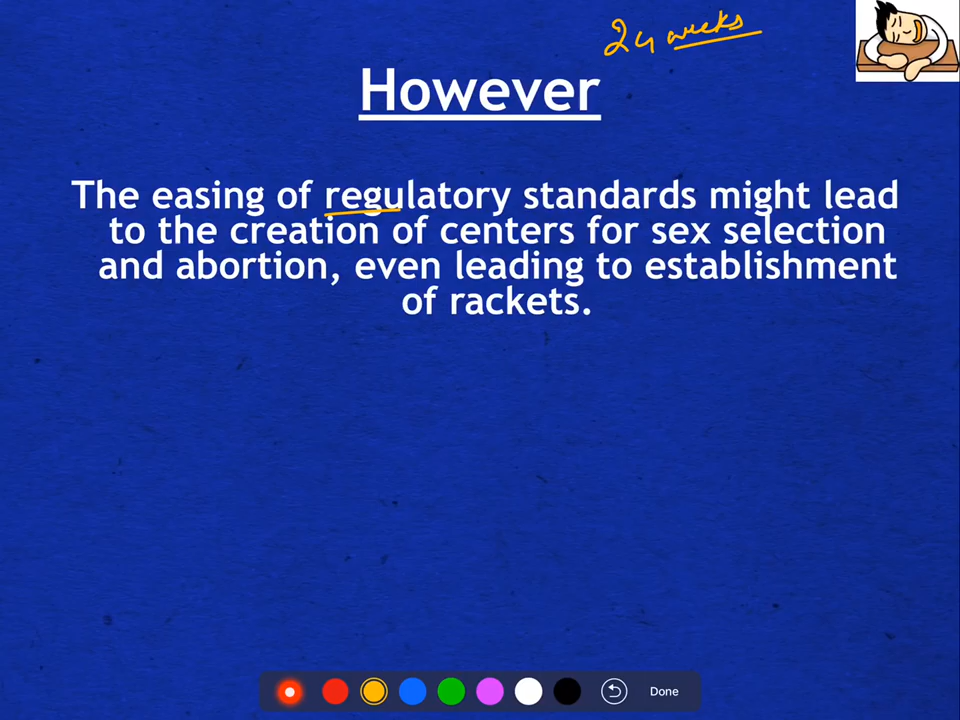 24 weeks
However
The easing of regulatory standards might lead
to the creation of centers for sex selection
and abortion, even leading to establishment
of rackets.
Done